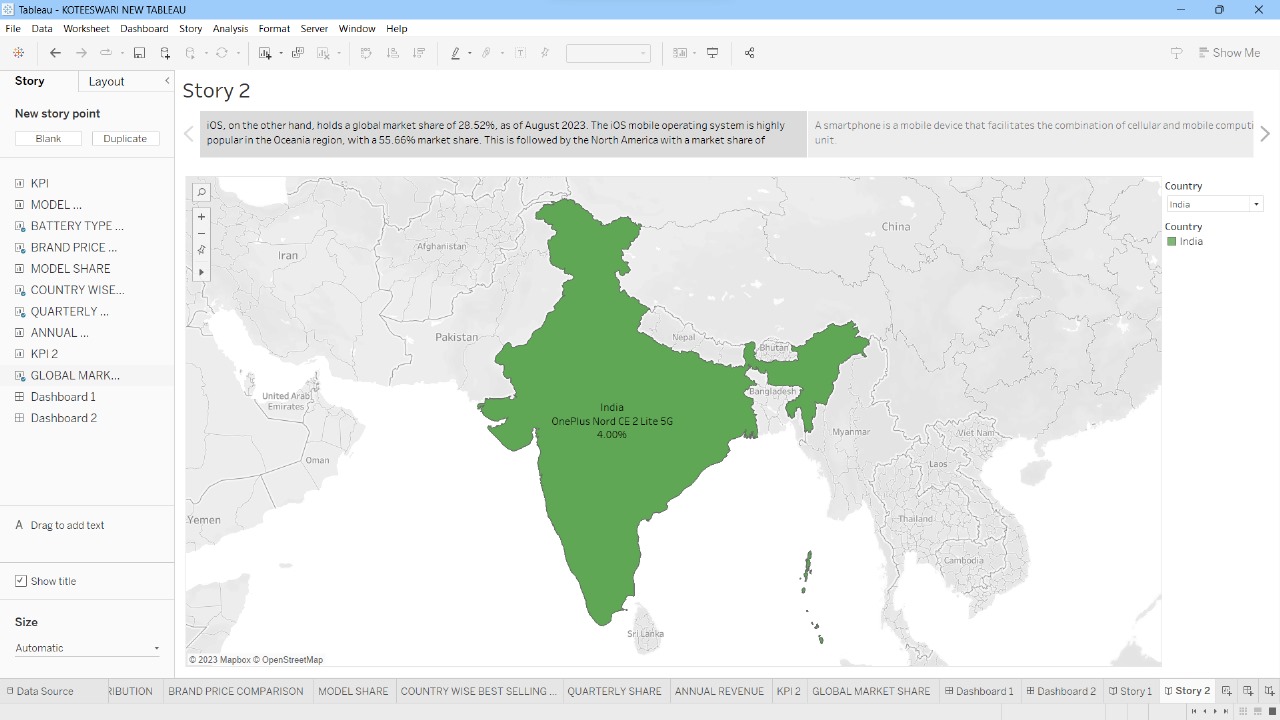 Tableau - KOTEESWARI NEW TABLEAU
File Data Worksheet Dashboard Story Analysis Format Server Window Help
Show Me
Story Layout
New story point
Blank Duplicate
KPI
MODEL ...
BATTERY TYPE ...
BRAND PRICE ...
MODEL SHARE
COUNTRY WISE...
QUARTERLY ...
ANNUAL ...
KPI 2
GLOBAL MARK...
Dashboard 1
Dashboard 2
A Drag to add text
Show title
Size
Automatic
Story 2
iOS, on the other hand, holds a global market share of 28.52%, as of August 2023. The iOS mobile operating system is highly
popular in the Oceania region, with a 55.66% market share. This is followed by the North America with a market share of
A smartphone is a mobile device that facilitates the combination of cellular and mobile computi
unit.
China
Afghanistan
Iran
Pakistan
Nepal
Bhutan
Bangladesh
United Arab
Emirates
India
OnePlus Nord CE 2 Lite 5G
4.00%
Myanmar
Viet Nam
Oman
Laos
Yemen
Thailand
Cambodia
Sri Lanka
© 2023 Mapbox © OpenStreetMap
Country
India
Country
India
Data Source RIBUTION BRAND PRICE COMPARISON MODEL SHARE COUNTRY WISE BEST SELLING ... QUARTERLY SHARE ANNUAL REVENUE KPI 2 GLOBAL MARKET SHARE Dashboard 1 Dashboard 2 Story 1 Story 2